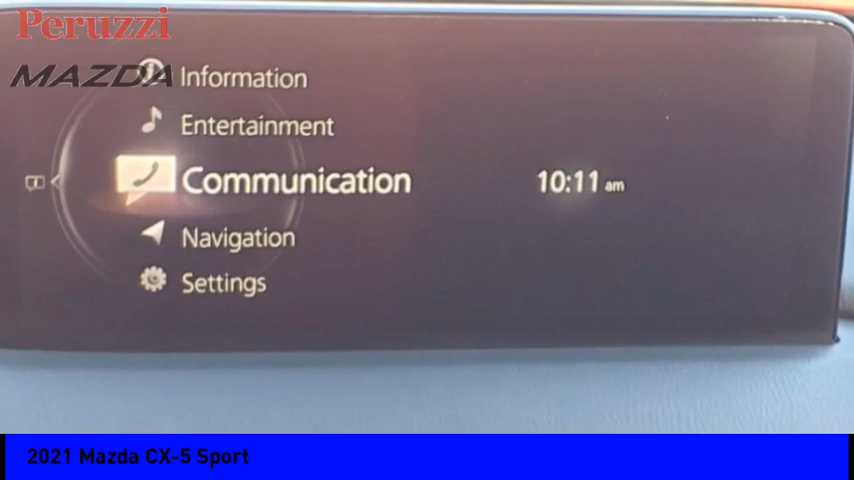 Peruzzi
MAZDA
Information
Entertainment
Communication
10:11 am
Navigation
Settings
2021 Mazda CX-5 Sport